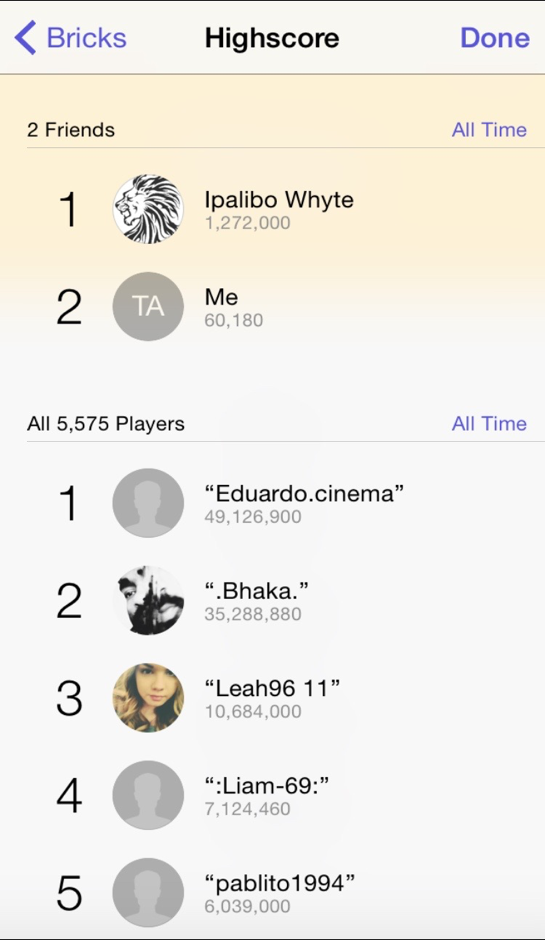 Bricks Highscore Done
2 Friends All Time
1 Ipalibo Whyte
1,272,000
2 TA Me
60,180
All 5,575 Players All Time
1 “Eduardo.cinema”
49,126,900
2 “.Bhaka.”
35,288,880
3 “Leah96 11”
10,684,000
4 “:Liam-69:”
7,124,460
5 “pablito1994”
6,039,000